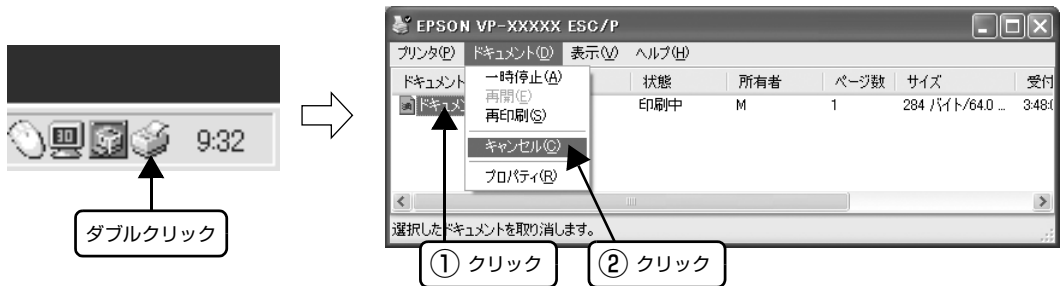 9:32
ダブルクリック
EPSON VP-XXXXX ESC/P
プリンタ(P) ドキュメント(D) 表示(V) ヘルプ(H)
ドキュメント 状態 所有者 ページ数 サイズ 受付
ドキュメ 印刷中 M 1 284 バイト/64.0 ... 3:48:(
一時停止(A)
再開(E)
再印刷(S)
キャンセル(C)
プロパティ(R)
選択したドキュメントを取り消します。
① クリック
② クリック